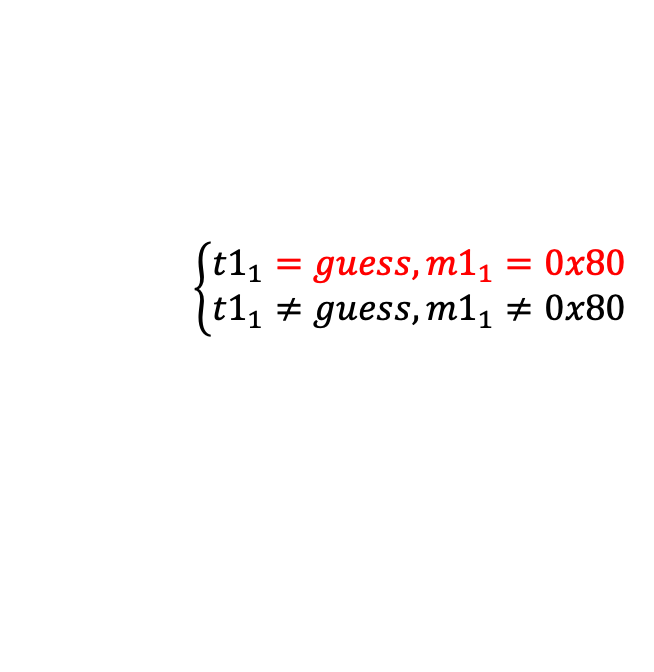 t1₁ = guess, m1₁ = 0x80
t1₁ ≠ guess, m1₁ ≠ 0x80